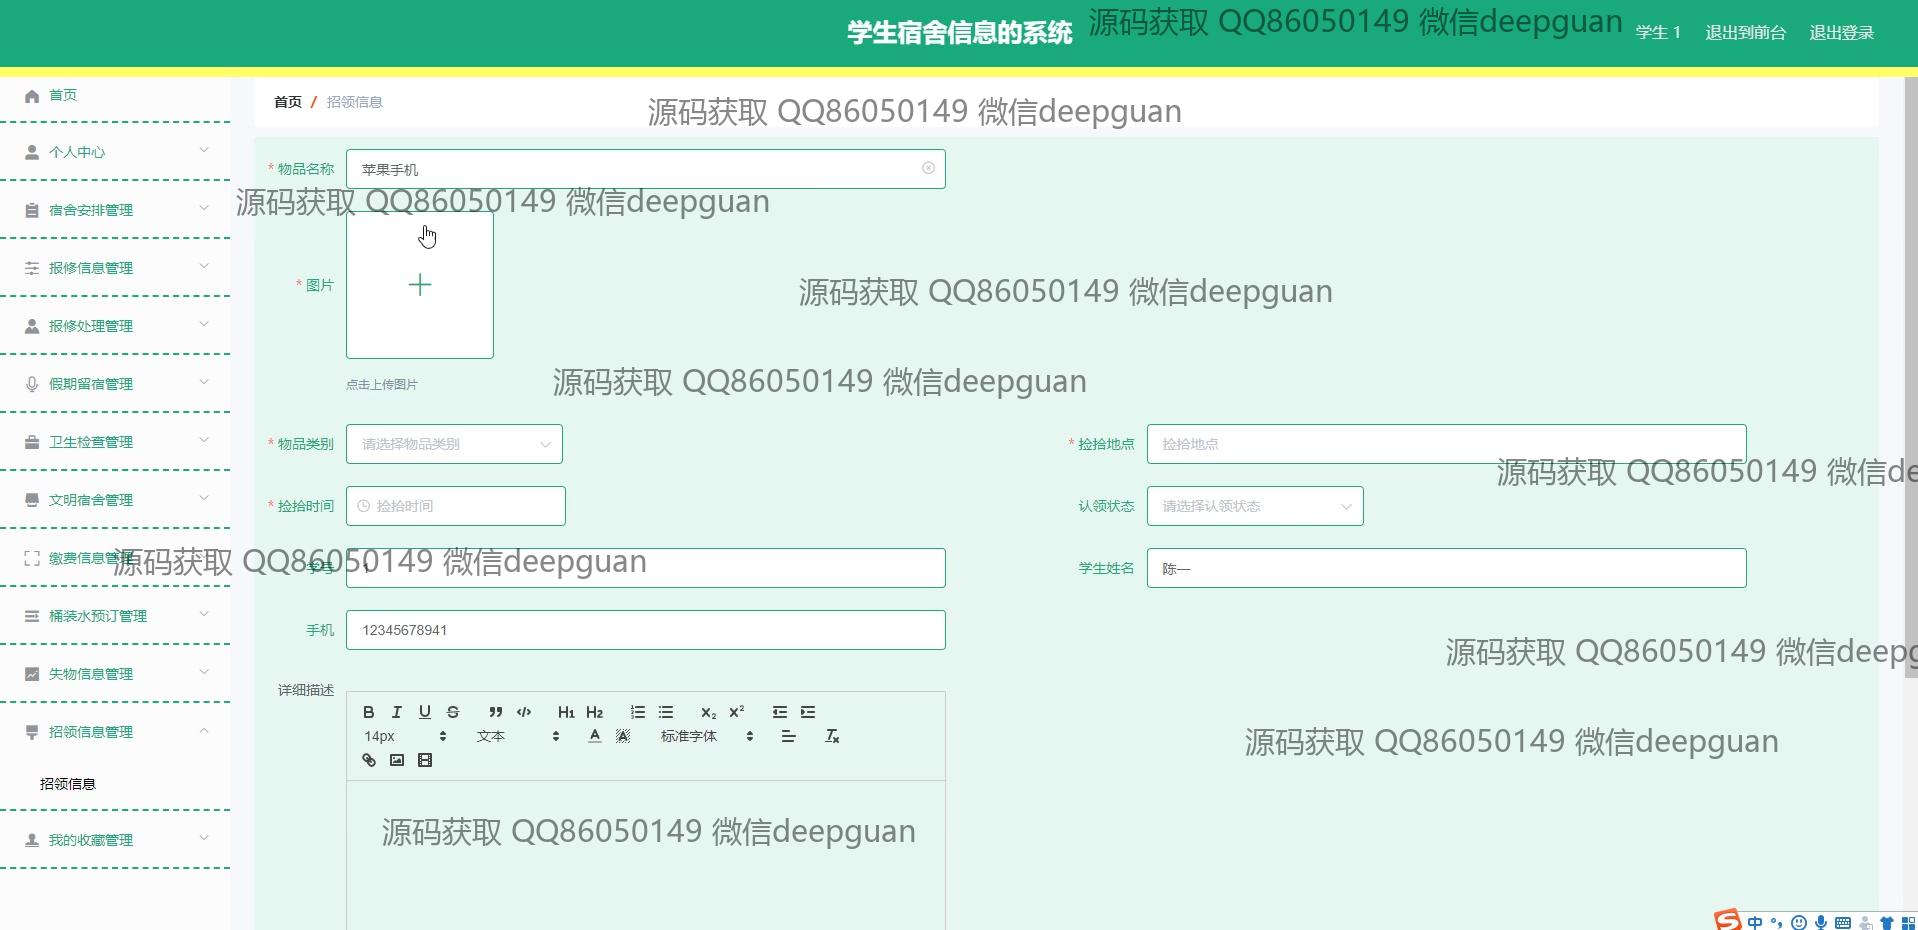 学生宿舍信息的系统 源码获取 QQ86050149 微信deepguan 学生 1 退出到前台 退出登录
首页
首页 / 招领信息
源码获取 QQ86050149 微信deepguan
个人中心
* 物品名称 苹果手机
宿舍安排管理
源码获取 QQ86050149 微信deepguan
报修信息管理
* 图片
源码获取 QQ86050149 微信deepguan
报修处理管理
假期留宿管理
点击上传图片
源码获取 QQ86050149 微信deepguan
卫生检查管理
* 物品类别 请选择物品类别
* 捡拾地点 捡拾地点
源码获取 QQ86050149 微信de
文明宿舍管理
* 捡拾时间 捡拾时间
认领状态 请选择认领状态
缴费信息管理
源码获取 QQ86050149 微信deepguan
学号 1
学生姓名 陈一
桶装水预订管理
手机 12345678941
源码获取 QQ86050149 微信deepg
失物信息管理
详细描述
B I U S ” </> H1 H2 X2 X2
招领信息管理
14px 文本 A A 标准字体 Tx
源码获取 QQ86050149 微信deepguan
招领信息
我的收藏管理
源码获取 QQ86050149 微信deepguan
S 中